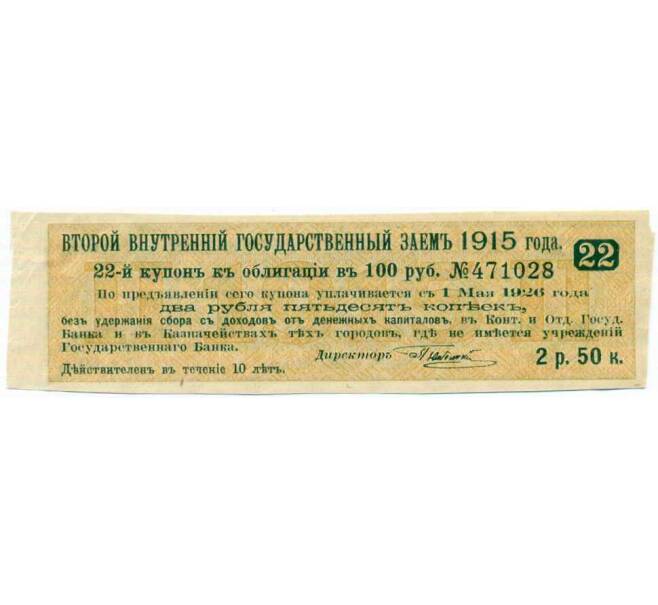 ВТОРОЙ ВНУТРЕННІЙ ГОСУДАРСТВЕННЫЙ ЗАЕМЪ 1915 года.
22
22-й купонъ къ облигаціи въ 100 руб. №471028
По предъявленіи сего купона уплачивается съ 1 Мая 1926 года
два рубля пятьдесятъ копѣекъ,
безъ удержанія сбора съ доходовъ отъ денежныхъ капиталовъ, въ Конт. и Отд. Госуд.
Банка и въ Казначействахъ тѣхъ городовъ, гдѣ не имѣется учрежденій
Государственнаго Банка.
Директоръ
2 р. 50 к.
Дѣйствителенъ въ теченіе 10 лѣтъ.